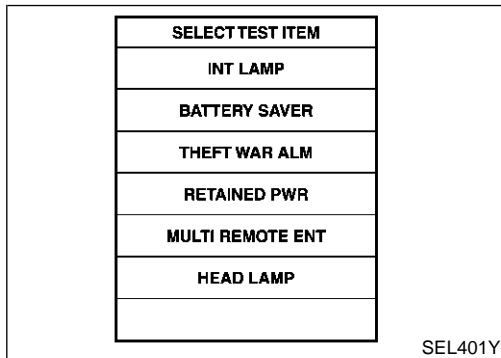 SELECT TEST ITEM
INT LAMP
BATTERY SAVER
THEFT WAR ALM
RETAINED PWR
MULTI REMOTE ENT
HEAD LAMP
SEL401Y